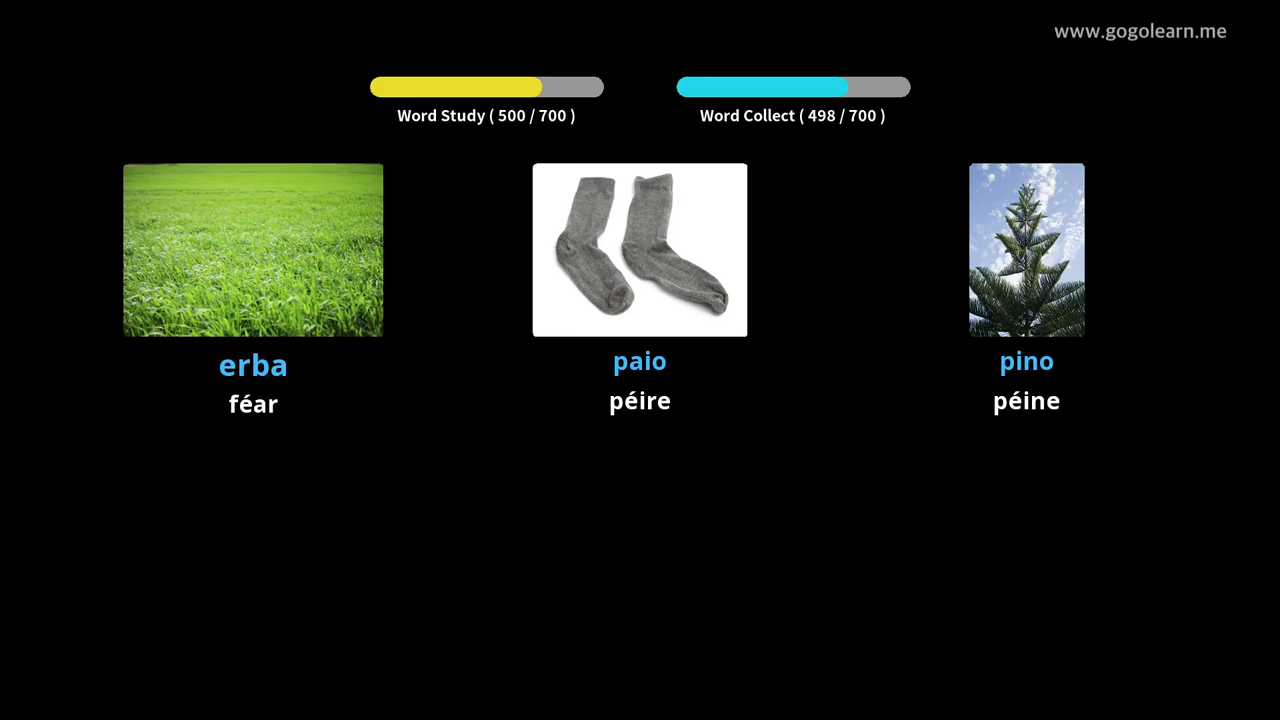 www.gogolearn.me
Word Study ( 500 / 700 )
Word Collect ( 498 / 700 )
erba
paio
pino
féar
péire
péine